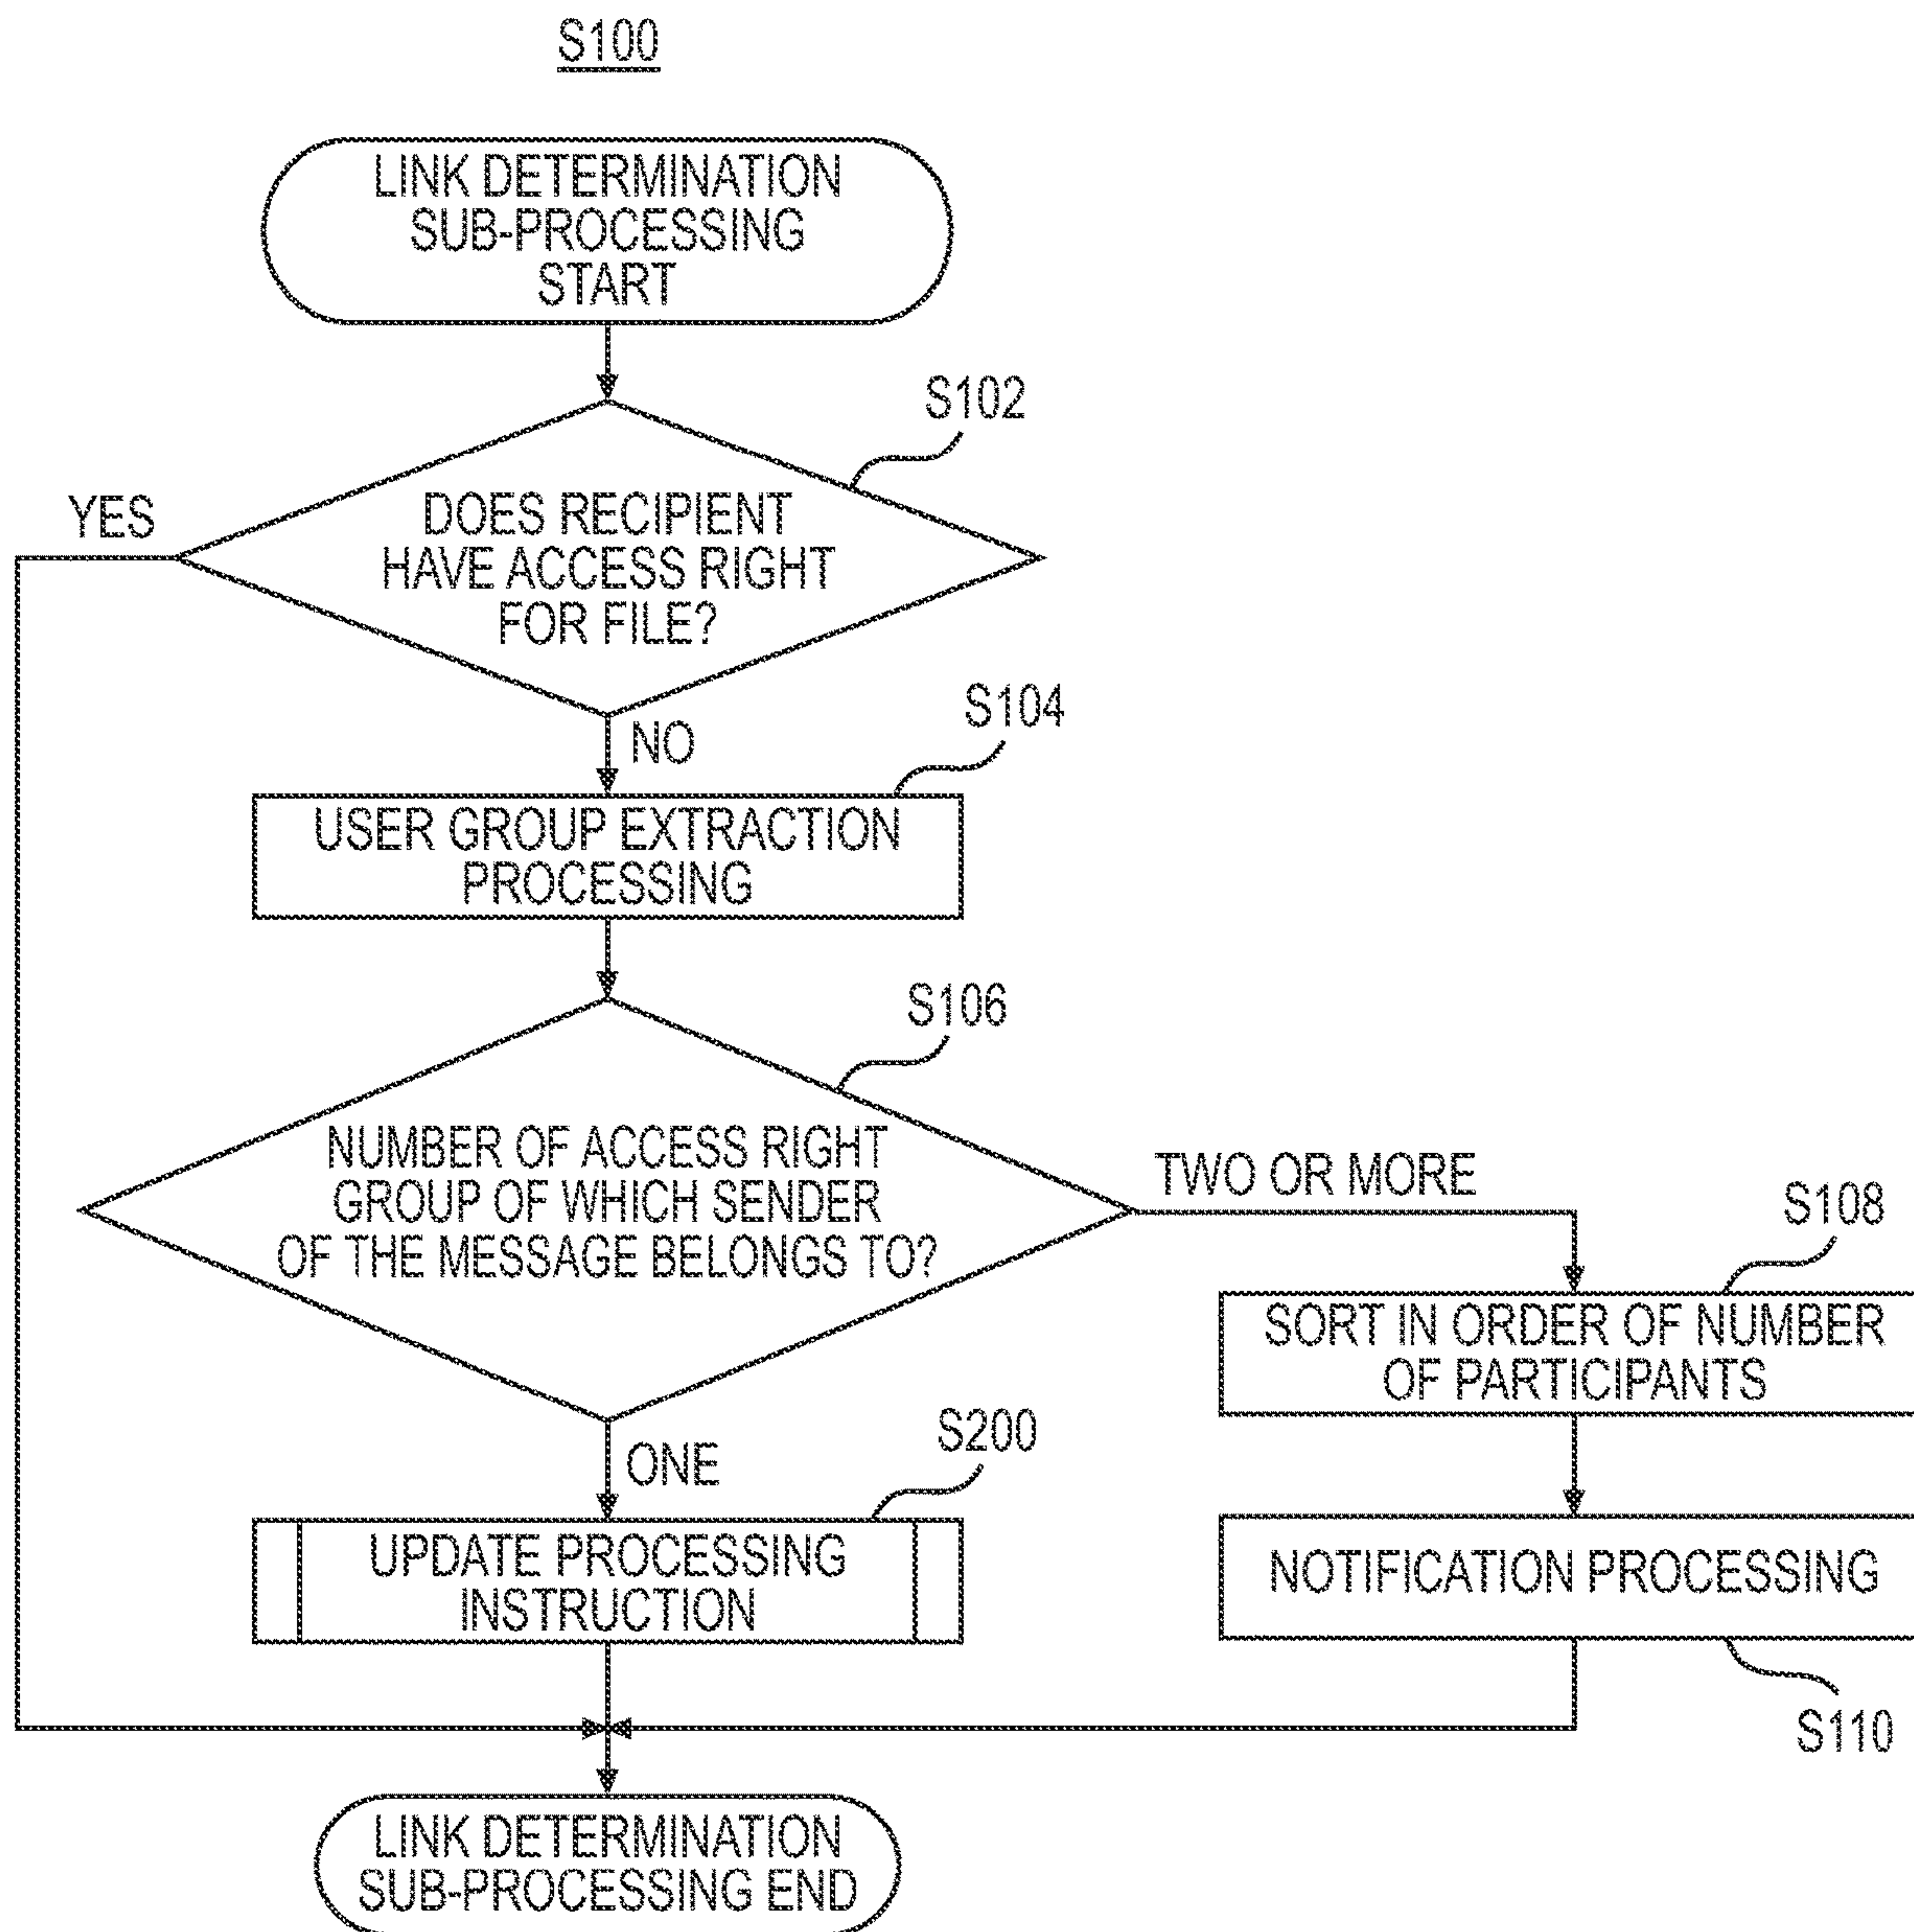 S100
LINK DETERMINATION
SUB-PROCESSING
START
S102
YES
DOES RECIPIENT
HAVE ACCESS RIGHT
FOR FILE?
NO
S104
USER GROUP EXTRACTION
PROCESSING
S106
NUMBER OF ACCESS RIGHT
GROUP OF WHICH SENDER
OF THE MESSAGE BELONGS TO?
TWO OR MORE
S108
SORT IN ORDER OF NUMBER
OF PARTICIPANTS
ONE
S200
UPDATE PROCESSING
INSTRUCTION
NOTIFICATION PROCESSING
S110
LINK DETERMINATION
SUB-PROCESSING END